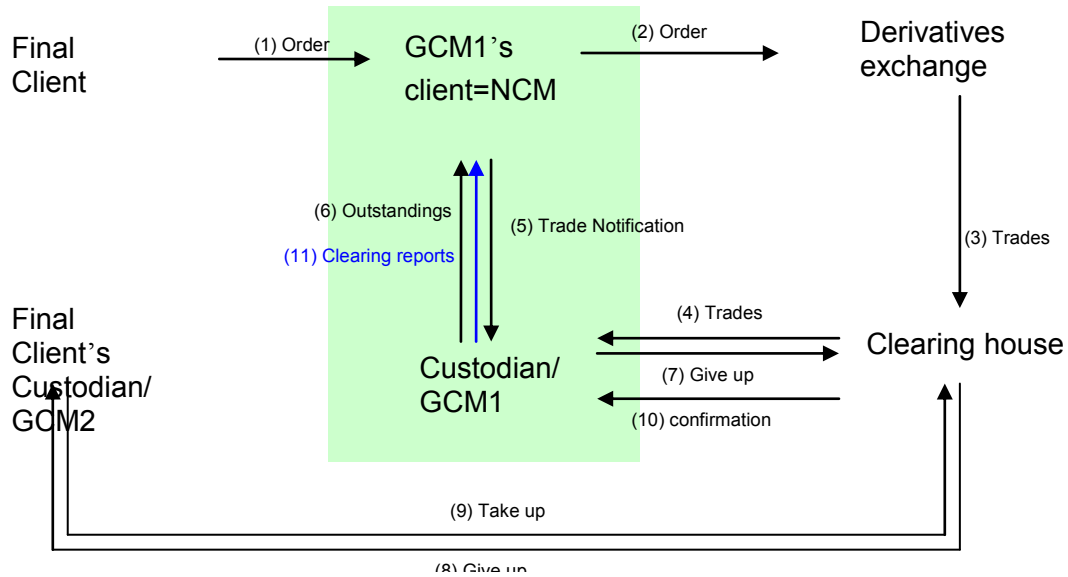 Final
Client
(1) Order
GCM1’s
client=NCM
(2) Order
Derivatives
exchange
(6) Outstandings
(5) Trade Notification
(11) Clearing reports
(3) Trades
Final
Client’s
Custodian/
GCM2
(4) Trades
Clearing house
Custodian/
GCM1
(7) Give up
(10) confirmation
(9) Take up
(8) Give up